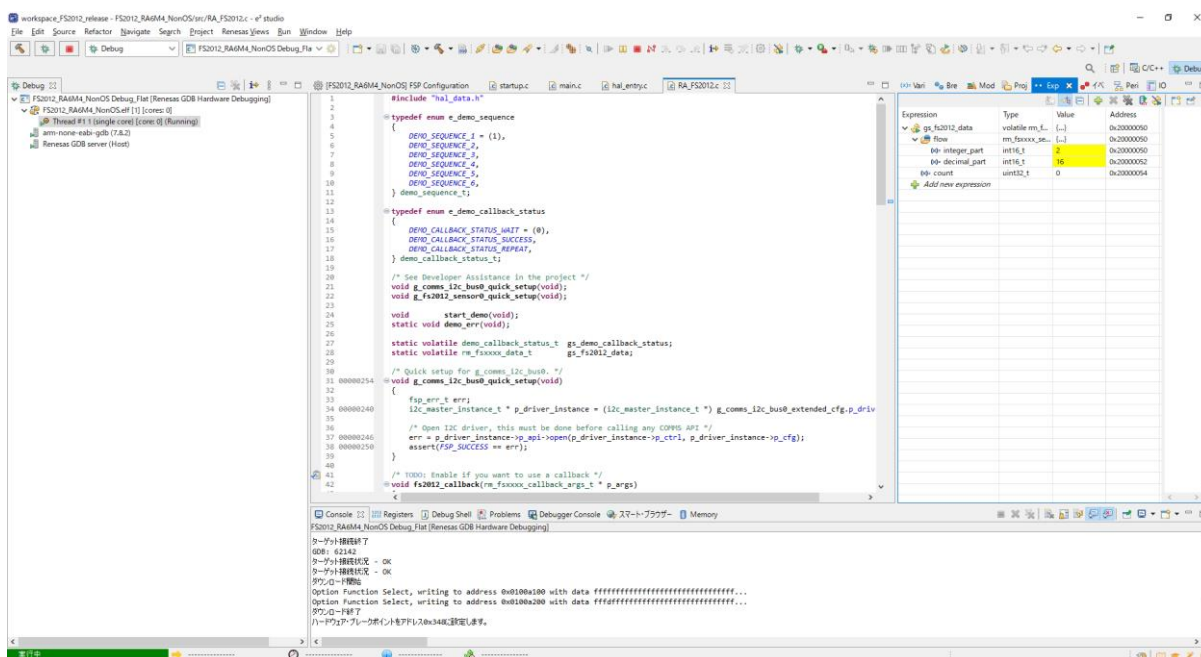 workspace_FS2012_release - FS2012_RA6M4_NonOS/src/RA_FS2012.c - e² studio
File Edit Source Refactor Navigate Search Project Renesas Views Run Window Help
Debug
FS2012_RA6M4_NonOS Debug_Fla
C/C++
Debu
Debug
FS2012_RA6M4_NonOS Debug_Flat [Renesas GDB Hardware Debugging]
FS2012_RA6M4_NonOS.elf [1] [cores: 0]
Thread #1 1 (single core) [core: 0] (Running)
arm-none-eabi-gdb (7.8.2)
Renesas GDB server (Host)
[FS2012_RA6M4_NonOS] FSP Configuration
startup.c
main.c
hal_entry.c
RA_FS2012.c
1 #include "hal_data.h"
2
3 typedef enum e_demo_sequence
4 {
5 DEMO_SEQUENCE_1 = (1),
6 DEMO_SEQUENCE_2,
7 DEMO_SEQUENCE_3,
8 DEMO_SEQUENCE_4,
9 DEMO_SEQUENCE_5,
10 DEMO_SEQUENCE_6,
11 } demo_sequence_t;
12
13 typedef enum e_demo_callback_status
14 {
15 DEMO_CALLBACK_STATUS_WAIT = (0),
16 DEMO_CALLBACK_STATUS_SUCCESS,
17 DEMO_CALLBACK_STATUS_REPEAT,
18 } demo_callback_status_t;
19
20 /* See Developer Assistance in the project */
21 void g_comms_i2c_bus0_quick_setup(void);
22 void g_fs2012_sensor0_quick_setup(void);
23
24 void start_demo(void);
25 static void demo_err(void);
26
27 static volatile demo_callback_status_t gs_demo_callback_status;
28 static volatile rm_fsxxxx_data_t gs_fs2012_data;
29
30 /* Quick setup for g_comms_i2c_bus0. */
31 00000254 void g_comms_i2c_bus0_quick_setup(void)
32 {
33 fsp_err_t err;
34 00000240 i2c_master_instance_t * p_driver_instance = (i2c_master_instance_t *) g_comms_i2c_bus0_extended_cfg.p_driv
35
36 /* Open I2C driver, this must be done before calling any COMMS API */
37 00000246 err = p_driver_instance->p_api->open(p_driver_instance->p_ctrl, p_driver_instance->p_cfg);
38 00000250 assert(FSP_SUCCESS == err);
39 }
40
41 /* TODO: Enable if you want to use a callback */
42 void fs2012_callback(rm_fsxxxx_callback_args_t * p_args)
Vari Bre Mod Proj Exp イベ Peri IO
Expression Type Value Address
gs_fs2012_data volatile rm_f... {...} 0x20000050
flow rm_fsxxxx_se... {...} 0x20000050
integer_part int16_t 2 0x20000050
decimal_part int16_t 16 0x20000052
count uint32_t 0 0x20000054
Add new expression
Console Registers Debug Shell Problems Debugger Console スマート・ブラウザー Memory
FS2012_RA6M4_NonOS Debug_Flat [Renesas GDB Hardware Debugging]
ターゲット接続終了
GDB: 62142
ターゲット接続状況 - OK
ターゲット接続状況 - OK
ダウンロード開始
Option Function Select, writing to address 0x0100a100 with data ffffffffffffffffffffffffffffffff...
Option Function Select, writing to address 0x0100a200 with data fffdffffffffffffffffffffffffffff...
ダウンロード終了
ハードウェア・ブレークポイントをアドレス0x348に設定します。
実行中